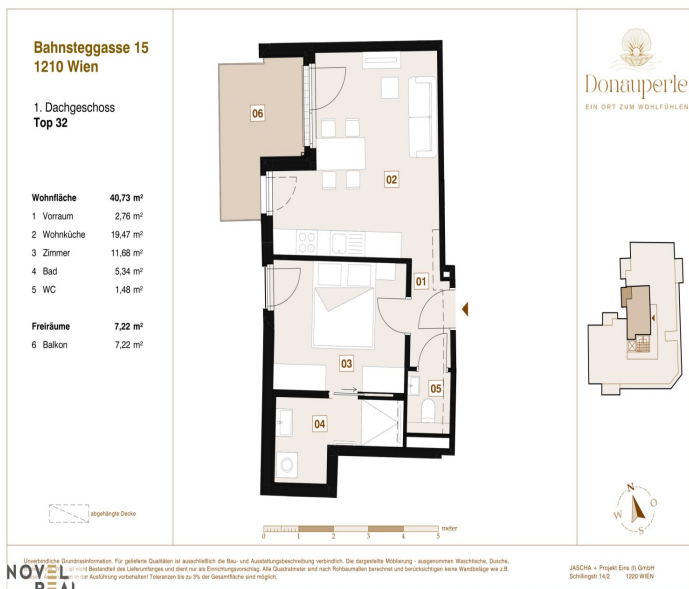 Bahnsteggasse 15
1210 Wien
1. Dachgeschoss
Top 32
Wohnfläche 40,73 m²
1 Vorraum 2,76 m²
2 Wohnküche 19,47 m²
3 Zimmer 11,68 m²
4 Bad 5,34 m²
5 WC 1,48 m²
Freiräume 7,22 m²
6 Balkon 7,22 m²
abgehängte Decke
06
02
01
03
05
04
0 1 2 3 4 5 meter
Donauperle
EIN ORT ZUM WOHLFÜHLEN
N
W O
S
Unverbindliche Grundrissinformation. Für gelieferte Qualitäten ist ausschließlich die Bau- und Ausstattungsbeschreibung verbindlich. Die dargestellte Möblierung - ausgenommen Waschtische, Dusche,
ist nicht Bestandteil des Lieferumfanges und dient nur als Einrichtungsvorschlag. Alle Quadratmeter sind nach Rohbaumaßen berechnet und berücksichtigen keine Wandbeläge wie z.B.
in der Ausführung vorbehalten! Toleranzen bis zu 3% der Gesamtfläche sind möglich.
NOVEL
REAL
JASCHA + Projekt Eins (I) GmbH
Schillingstr.14/2 1220 WIEN